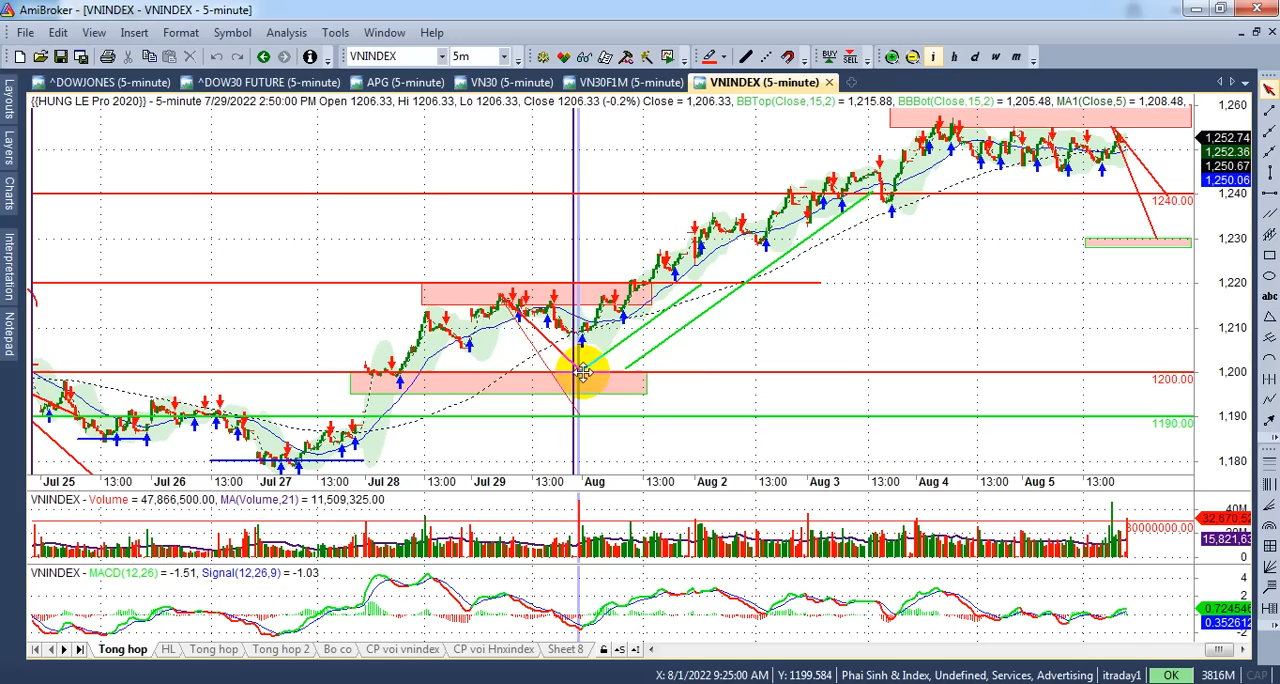 AmiBroker - [VNINDEX - VNINDEX - 5-minute]
File Edit View Insert Format Symbol Analysis Tools Window Help
VNINDEX 5m BUY SELL i h d w m
^DOWJONES (5-minute) ^DOW30 FUTURE (5-minute) APG (5-minute) VN30 (5-minute) VN30F1M (5-minute) VNINDEX (5-minute)
Layouts
Layers
Charts
Interpretation
Notepad
{{HUNG LE Pro 2020}} - 5-minute 7/29/2022 2:50:00 PM Open 1206.33, Hi 1206.33, Lo 1206.33, Close 1206.33 (-0.2%) Close = 1,206.33, BBTop(Close,15,2) = 1,215.88, BBBot(Close,15,2) = 1,205.48, MA1(Close,5) = 1,208.48,
1,260
1,252.74
1,252.36
1,250.67
1,250.06
1240.00
1,240
1,230
1,220
1,210
1,200
1200.00
1,190
1190.00
1,180
Jul 25 13:00 Jul 26 13:00 Jul 27 13:00 Jul 28 13:00 Jul 29 13:00 Aug 13:00 Aug 2 13:00 Aug 3 13:00 Aug 4 13:00 Aug 5 13:00
VNINDEX - Volume = 47,866,500.00, MA(Volume,21) = 11,509,325.00
30000000.00
15,821,63
0
VNINDEX - MACD(12,26) = -1.51, Signal(12,26,9) = -1.03
4
2
0.724546
0.352612
-2
Tong hop HL Tong hop Tong hop 2 Bo co CP voi vnindex CP voi Hnxindex Sheet 8
X: 8/1/2022 9:25:00 AM Y: 1199.584 Phai Sinh & Index, Undefined, Services, Advertising itraday1 OK 3816M CAP
abc